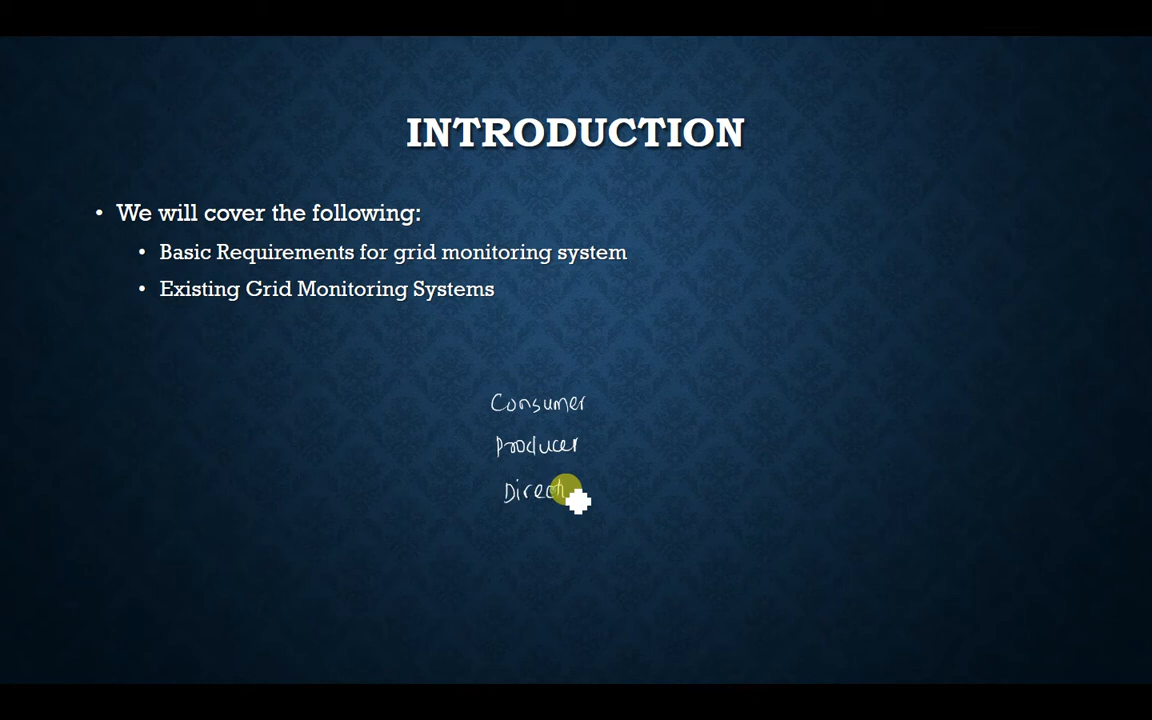 INTRODUCTION
• We will cover the following:
• Basic Requirements for grid monitoring system
• Existing Grid Monitoring Systems
Consumer
Producer